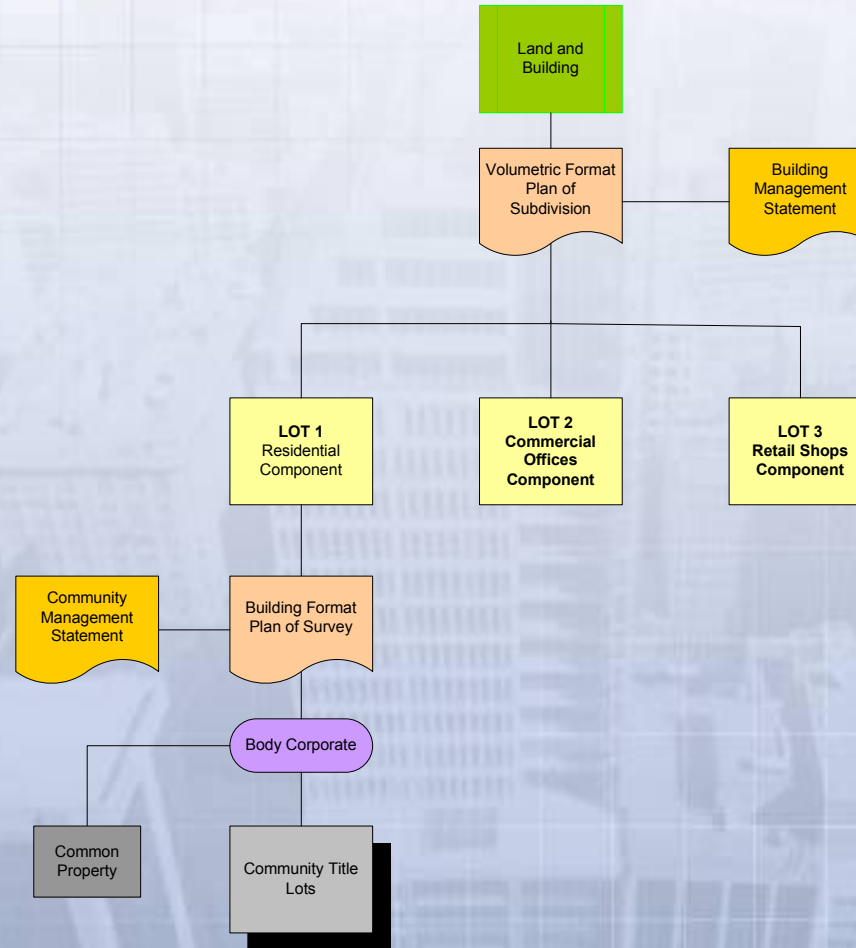 Land and
Building
Volumetric Format
Plan of
Subdivision
Building
Management
Statement
LOT 1
Residential
Component
LOT 2
Commercial
Offices
Component
LOT 3
Retail Shops
Component
Community
Management
Statement
Building Format
Plan of Survey
Body Corporate
Common
Property
Community Title
Lots